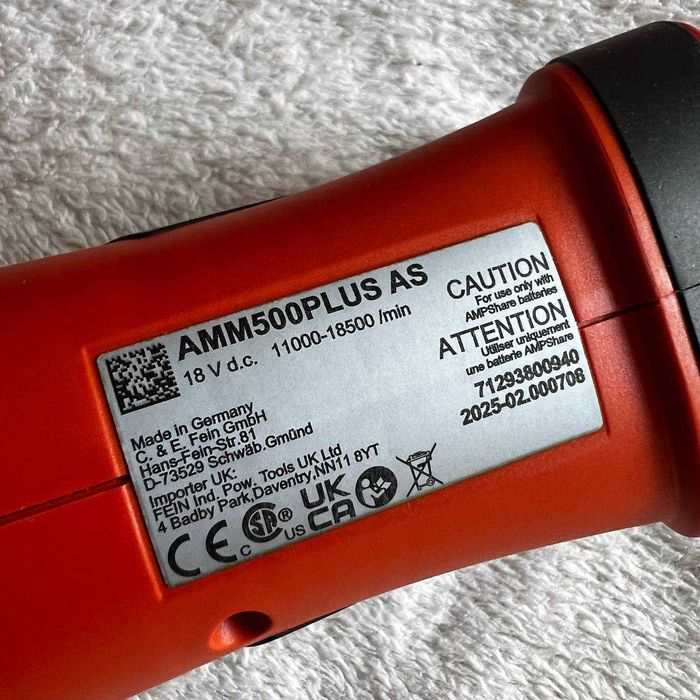 AMM500PLUS AS
18 V d.c. 11000-18500 /min
CAUTION
For use only with
AMPShare batteries
ATTENTION
Utiliser uniquement
une batterie AMPShare
71293800940
2025-02.000708
Made in Germany
C. & E. Fein GmbH
Hans-Fein-Str.81
D-73529 Schwäb.Gmünd
Importer UK:
FEIN Ind. Pow. Tools UK Ltd
4 Badby Park,Daventry,NN11 8YT
CE
C SA ® US
UK
CA